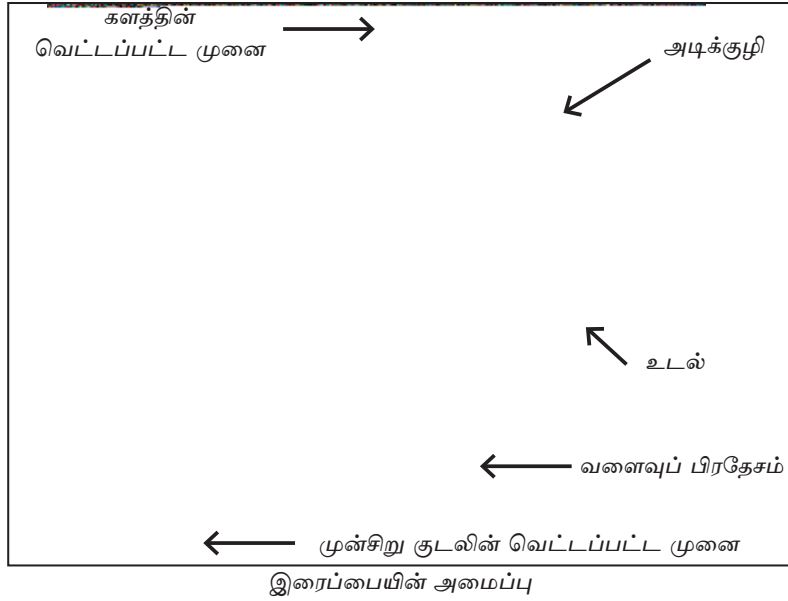 களத்தின்
வெட்டப்பட்ட முனை
அடிக்குழி
உடல்
வளைவுப் பிரதேசம்
முன்சிறு குடலின் வெட்டப்பட்ட முனை
இரைப்பையின் அமைப்பு